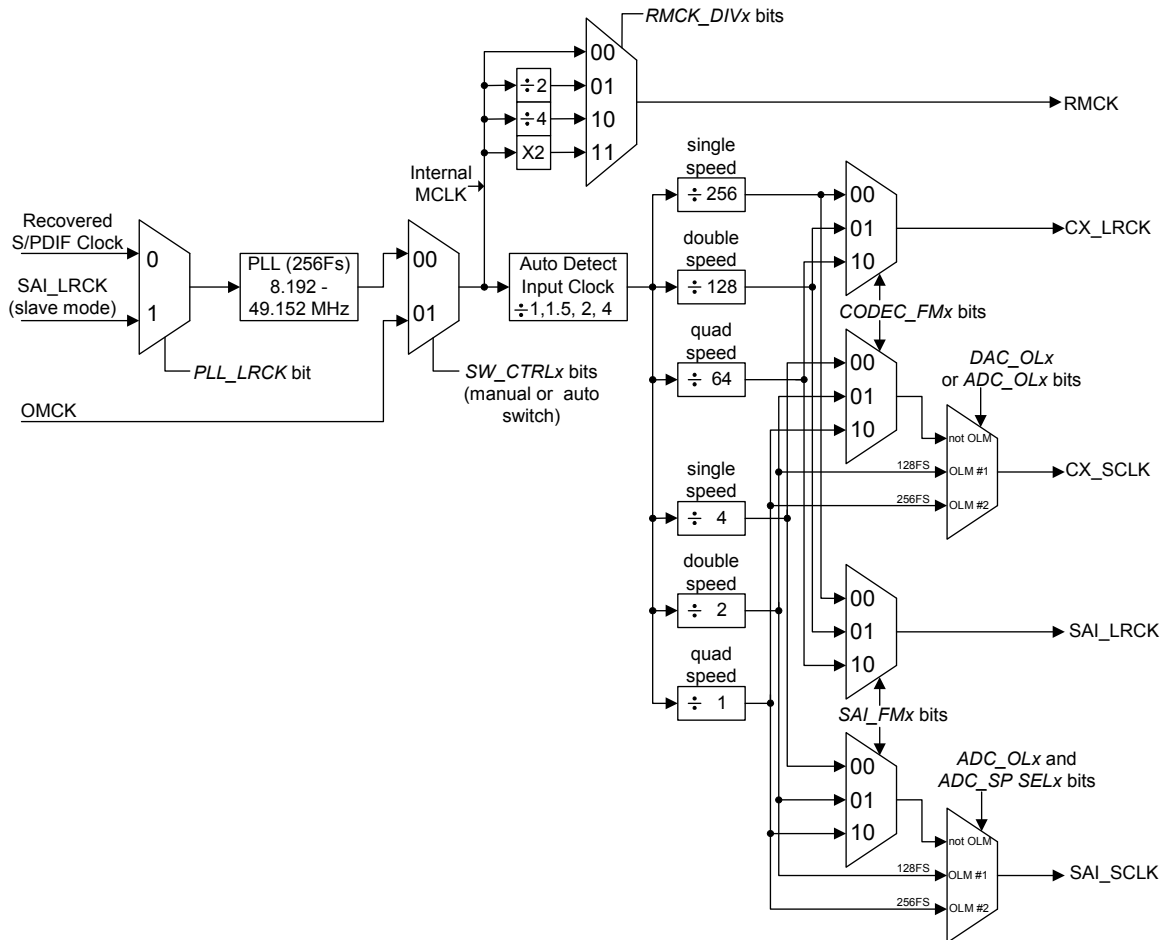 RMCK_DIVx bits
00
÷2
01
÷4
10
X2
11
RMCK
Internal
MCLK
Recovered
S/PDIF Clock
SAI_LRCK
(slave mode)
0
1
PLL_LRCK bit
PLL (256Fs)
8.192 -
49.152 MHz
OMCK
00
01
SW_CTRLx bits
(manual or auto
switch)
Auto Detect
Input Clock
÷1,1.5, 2, 4
single
speed
÷ 256
double
speed
÷ 128
quad
speed
÷ 64
single
speed
÷ 4
double
speed
÷ 2
quad
speed
÷ 1
00
01
10
CX_LRCK
CODEC_FMx bits
00
01
10
DAC_OLx
or ADC_OLx bits
not OLM
128FS
OLM #1
256FS
OLM #2
CX_SCLK
00
01
10
SAI_LRCK
SAI_FMx bits
00
01
10
ADC_OLx and
ADC_SP SELx bits
not OLM
128FS
OLM #1
256FS
OLM #2
SAI_SCLK